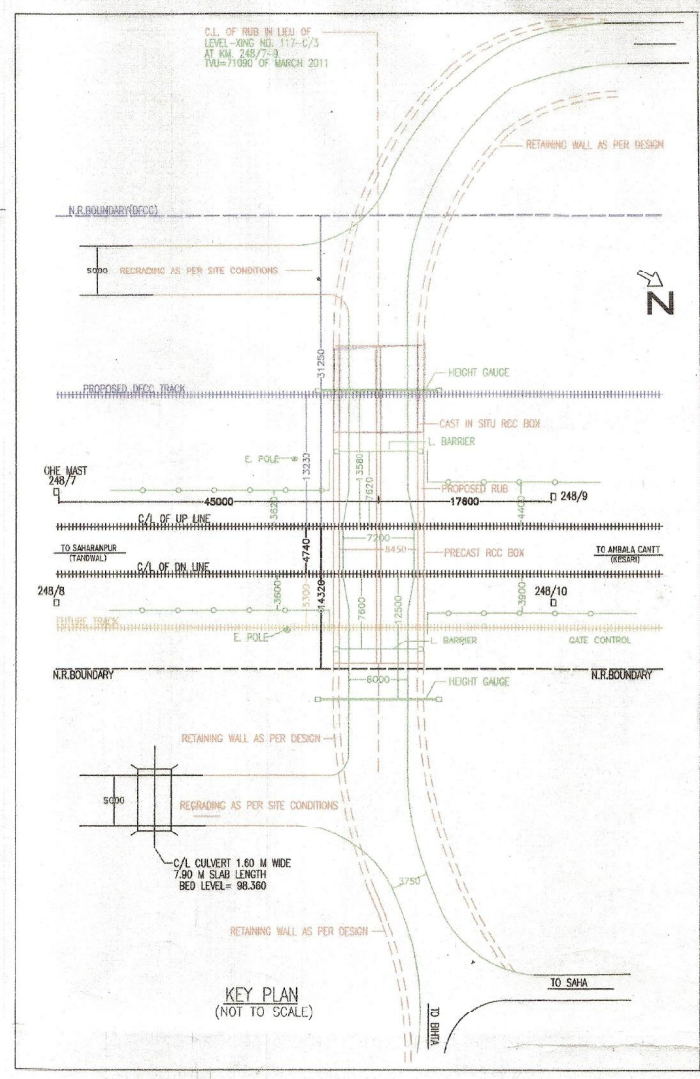 C.L. OF RUB IN LIEU OF
LEVEL-XING NO. 117-C/3
AT KM. 248/7-9
TVU=71090 OF MARCH 2011
RETAINING WALL AS PER DESIGN
N.R.BOUNDARY(DFCC)
5000
REGRADING AS PER SITE CONDITIONS
N
31250
HEIGHT GAUGE
PROPOSED DFCC TRACK
CAST IN SITU RCC BOX
L. BARRIER
E. POLE
13230
13580
7620
OHE MAST
248/7
PROPOSED RUB
45000
17600
248/9
3620
4400
C/L OF UP LINE
7200
8450
4740
PRECAST RCC BOX
TO SAHARANPUR
(TANDWAL)
TO AMBALA CANTT
(KESARI)
C/L OF DN LINE
248/8
3600
5300
14320
7600
12500
3900
248/10
FUTURE TRACK
E. POLE
L. BARRIER
GATE CONTROL
N.R.BOUNDARY
N.R.BOUNDARY
6000
HEIGHT GAUGE
RETAINING WALL AS PER DESIGN
5000
REGRADING AS PER SITE CONDITIONS
C/L CULVERT 1.60 M WIDE
7.90 M SLAB LENGTH
BED LEVEL= 98.360
3750
RETAINING WALL AS PER DESIGN
TO SAHA
KEY PLAN
(NOT TO SCALE)
TO BIHTA